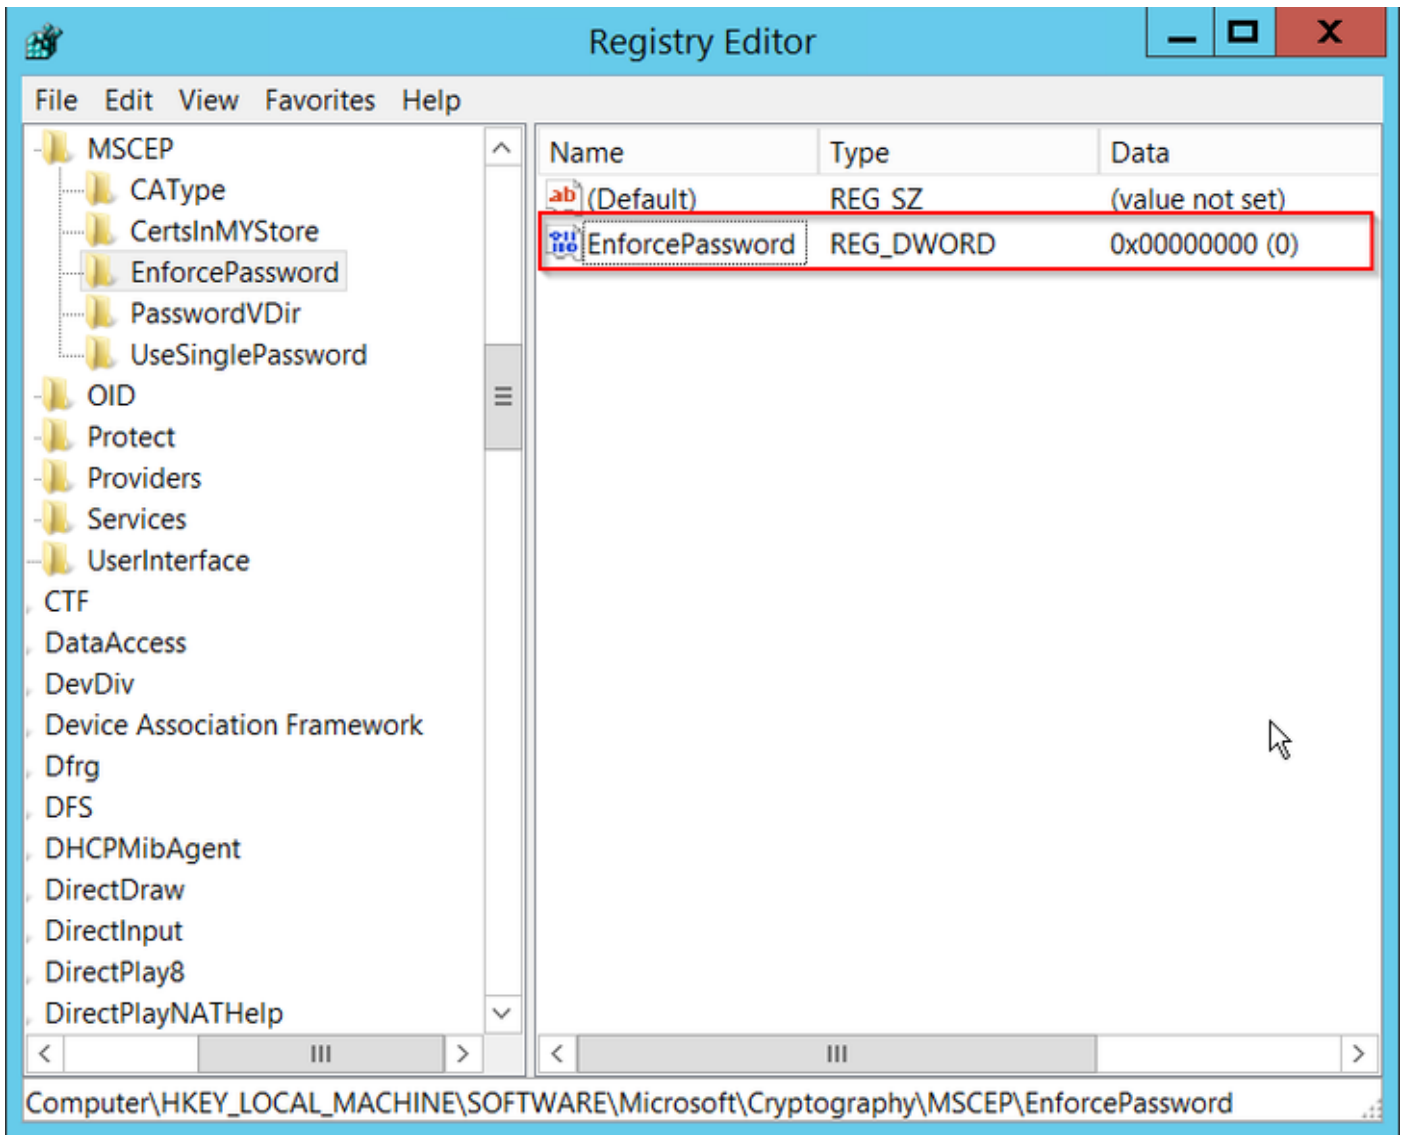 Registry Editor
File Edit View Favorites Help
MSCEP
CAType
CertsInMYStore
EnforcePassword
PasswordVDir
UseSinglePassword
OID
Protect
Providers
Services
UserInterface
CTF
DataAccess
DevDiv
Device Association Framework
Dfrg
DFS
DHCPMibAgent
DirectDraw
DirectInput
DirectPlay8
DirectPlayNATHelp
Name Type Data
(Default) REG_SZ (value not set)
EnforcePassword REG_DWORD 0x00000000 (0)
Computer\HKEY_LOCAL_MACHINE\SOFTWARE\Microsoft\Cryptography\MSCEP\EnforcePassword